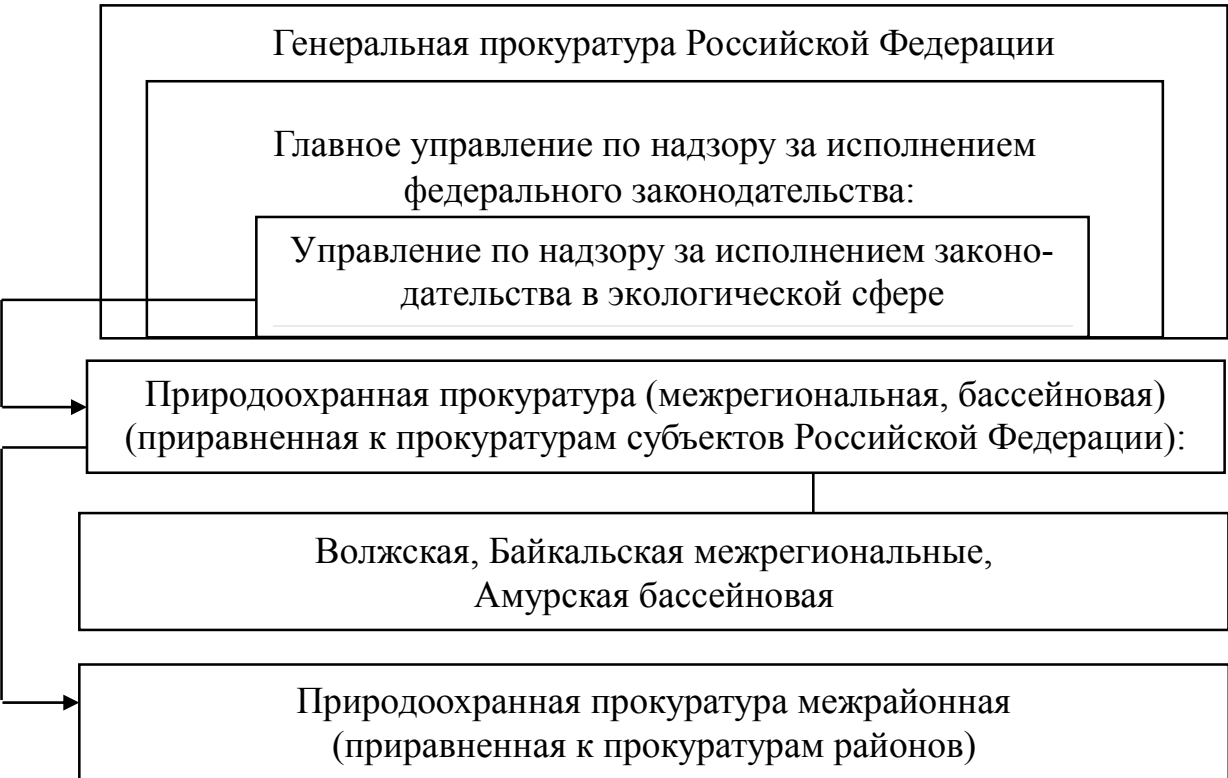 Генеральная прокуратура Российской Федерации
Главное управление по надзору за исполнением
федерального законодательства:
Управление по надзору за исполнением законо-
дательства в экологической сфере
Природоохранная прокуратура (межрегиональная, бассейновая)
(приравненная к прокуратурам субъектов Российской Федерации):
Волжская, Байкальская межрегиональные,
Амурская бассейновая
Природоохранная прокуратура межрайонная
(приравненная к прокуратурам районов)